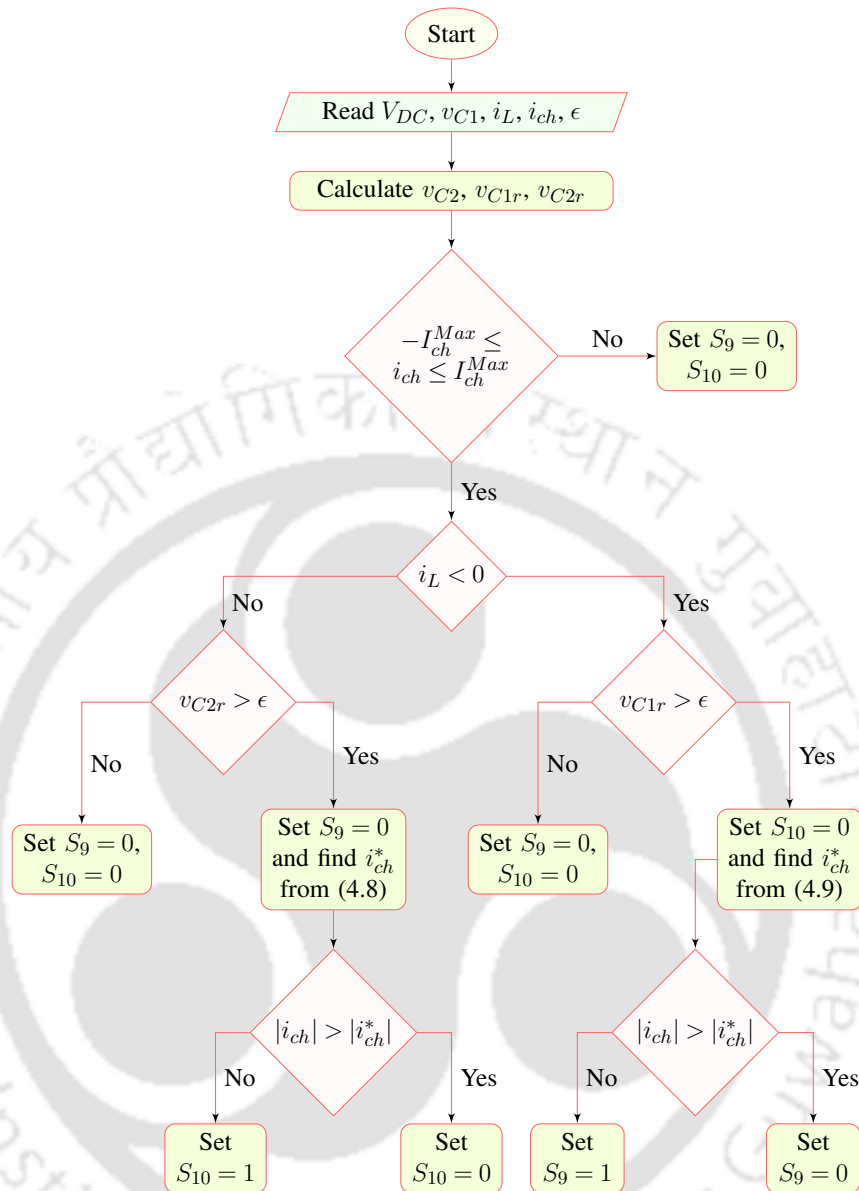 Start
Read $V_{DC}, v_{C1}, i_L, i_{ch}, \epsilon$
Calculate $v_{C2}, v_{C1r}, v_{C2r}$
$-I_{ch}^{Max} \leq$
$i_{ch} \leq I_{ch}^{Max}$
No
Set $S_9 = 0,$
$S_{10} = 0$
Yes
$i_L < 0$
No
Yes
$v_{C2r} > \epsilon$
$v_{C1r} > \epsilon$
No
Yes
No
Yes
Set $S_9 = 0,$
$S_{10} = 0$
Set $S_9 = 0$
and find $i_{ch}^*$
from (4.8)
Set $S_9 = 0,$
$S_{10} = 0$
Set $S_{10} = 0$
and find $i_{ch}^*$
from (4.9)
$|i_{ch}| > |i_{ch}^*|$
$|i_{ch}| > |i_{ch}^*|$
No
Yes
No
Yes
Set
$S_{10} = 1$
Set
$S_{10} = 0$
Set
$S_9 = 1$
Set
$S_9 = 0$
प्रौद्योगिकी